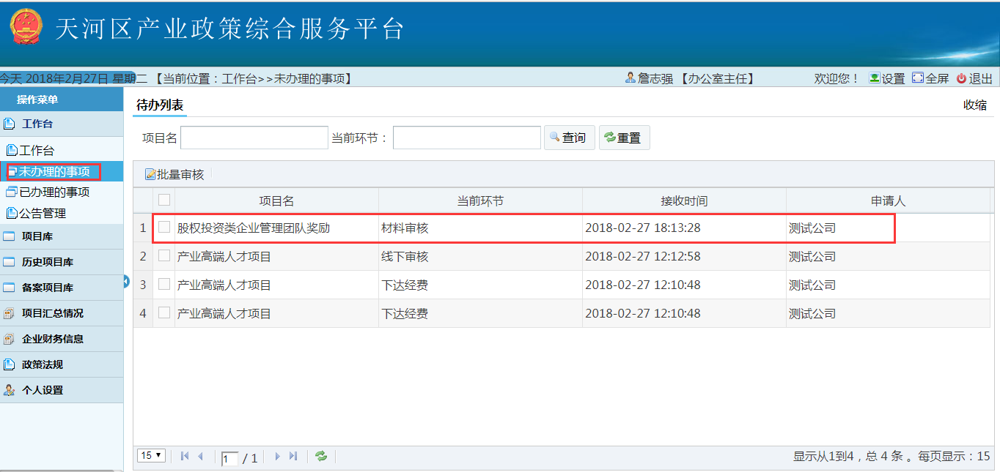 天河区产业政策综合服务平台
今天 2018年2月27日 星期二 【当前位置：工作台>>未办理的事项】 詹志强 【办公室主任】 欢迎您！ 设置 全屏 退出
操作菜单
工作台
工作台
未办理的事项
已办理的事项
公告管理
项目库
历史项目库
备案项目库
项目汇总情况
企业财务信息
政策法规
个人设置
待办列表 收缩
项目名 当前环节： 查询 重置
批量审核
项目名 当前环节 接收时间 申请人
1 股权投资类企业管理团队奖励 材料审核 2018-02-27 18:13:28 测试公司
2 产业高端人才项目 线下审核 2018-02-27 12:12:58 测试公司
3 产业高端人才项目 下达经费 2018-02-27 12:10:48 测试公司
4 产业高端人才项目 下达经费 2018-02-27 12:10:48 测试公司
15 1 / 1 显示从1到4，总 4 条 。每页显示：15